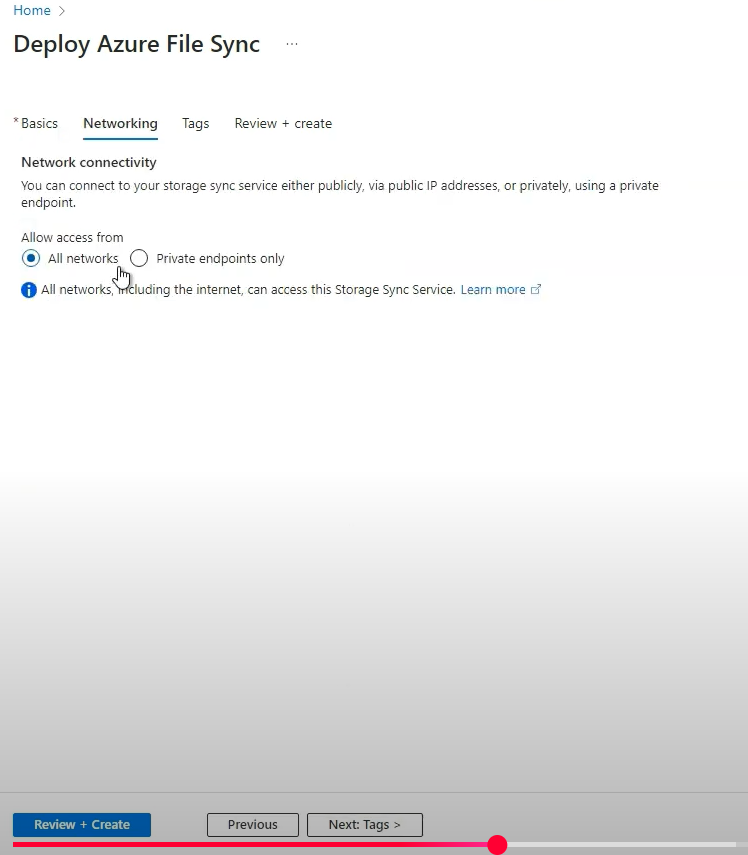 Home >
Deploy Azure File Sync ...
* Basics Networking Tags Review + create
Network connectivity
You can connect to your storage sync service either publicly, via public IP addresses, or privately, using a private
endpoint.
Allow access from
All networks Private endpoints only
All networks, including the internet, can access this Storage Sync Service. Learn more
Review + Create Previous Next: Tags >